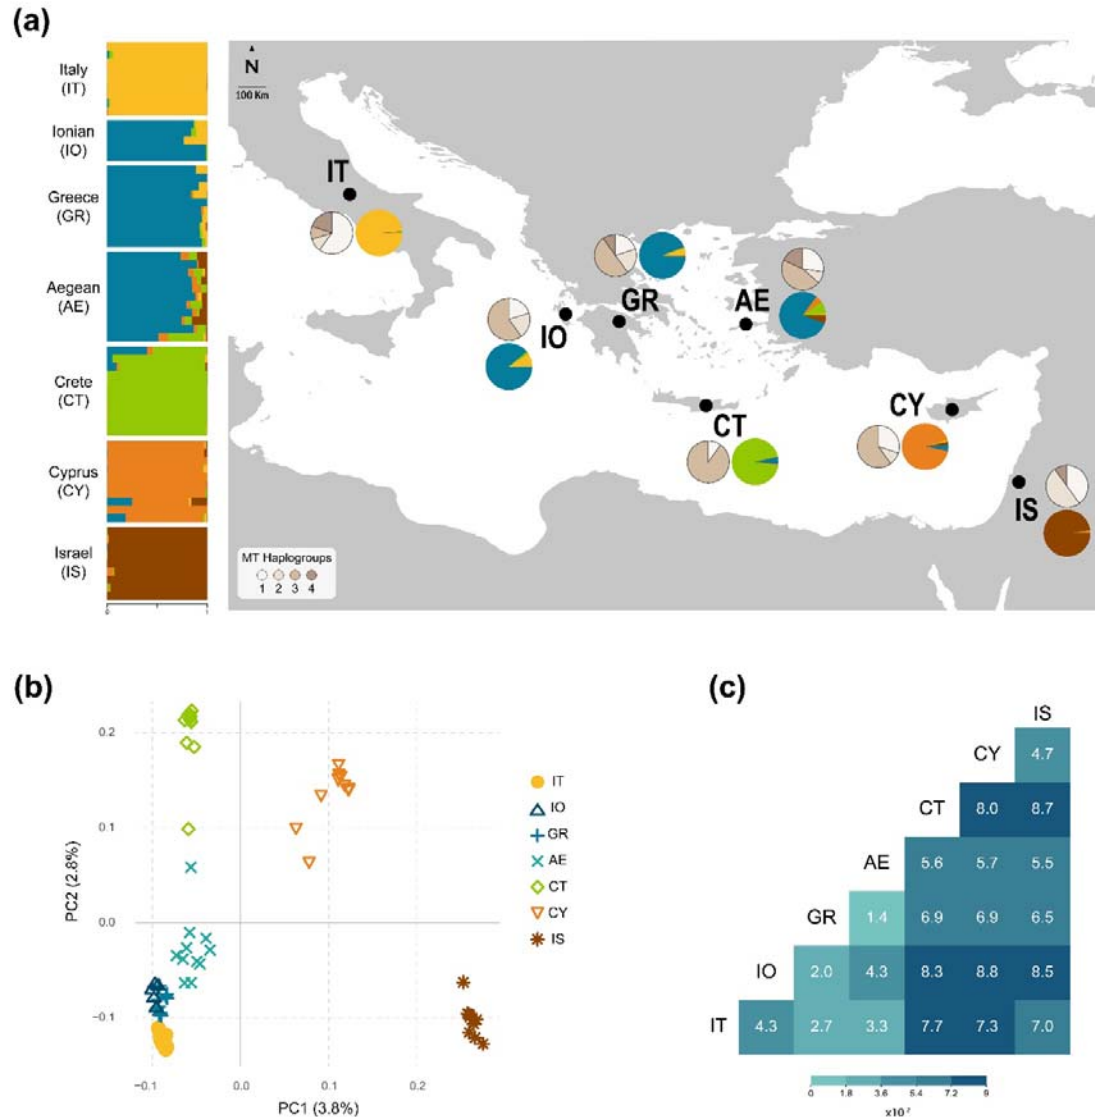 (a)
Italy
(IT)
Ionian
(IO)
Greece
(GR)
Aegean
(AE)
Crete
(CT)
Cyprus
(CY)
Israel
(IS)
0
1
N
100 Km
IT
IO
GR
AE
CT
CY
IS
MT Haplogroups
1 2 3 4
(b)
PC2 (2.8%)
0.2
0.1
0.0
−0.1
−0.1 0.0 0.1 0.2
PC1 (3.8%)
IT
IO
GR
AE
CT
CY
IS
(c)
IS
CY 4.7
CT 8.0 8.7
AE 5.6 5.7 5.5
GR 1.4 6.9 6.9 6.5
IO 2.0 4.3 8.3 8.8 8.5
IT 4.3 2.7 3.3 7.7 7.3 7.0
0 1.8 3.6 5.4 7.2 9